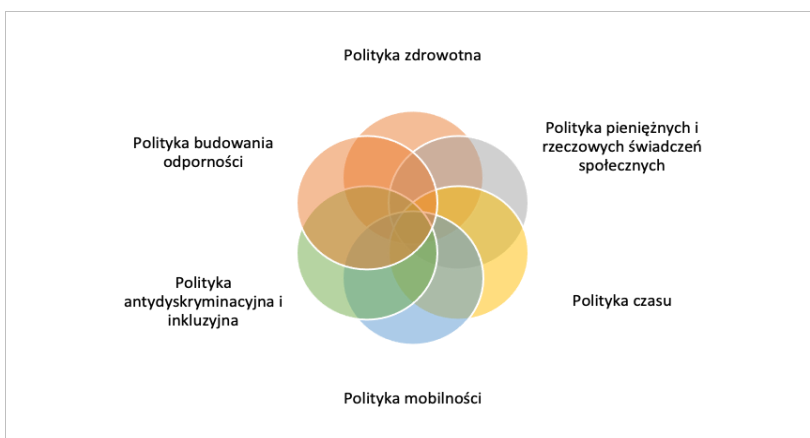 Polityka zdrowotna
Polityka pieniężnych i
rzeczowych świadczeń
społecznych
Polityka czasu
Polityka mobilności
Polityka
antydyskryminacyjna i
inkluzyjna
Polityka budowania
odporności